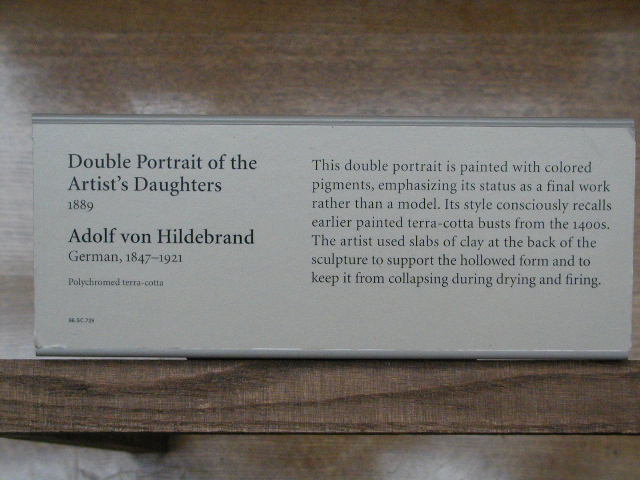 Double Portrait of the
Artist's Daughters
1889
Adolf von Hildebrand
German, 1847–1921
Polychromed terra-cotta
86.SC.729
This double portrait is painted with colored
pigments, emphasizing its status as a final work
rather than a model. Its style consciously recalls
earlier painted terra-cotta busts from the 1400s.
The artist used slabs of clay at the back of the
sculpture to support the hollowed form and to
keep it from collapsing during drying and firing.